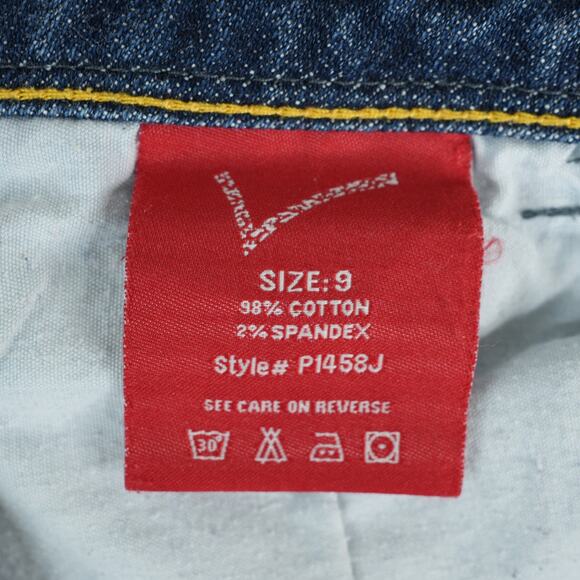 SIZE: 9
98% COTTON
2% SPANDEX
Style# P1458J
SEE CARE ON REVERSE
30°